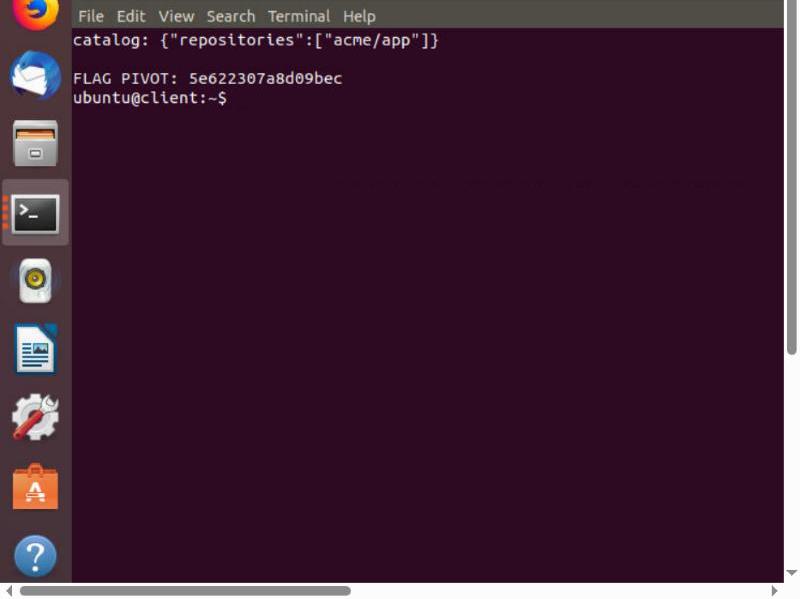 File Edit View Search Terminal Help
catalog: {"repositories":["acme/app"]}
FLAG PIVOT: 5e622307a8d09bec
ubuntu@client:~$